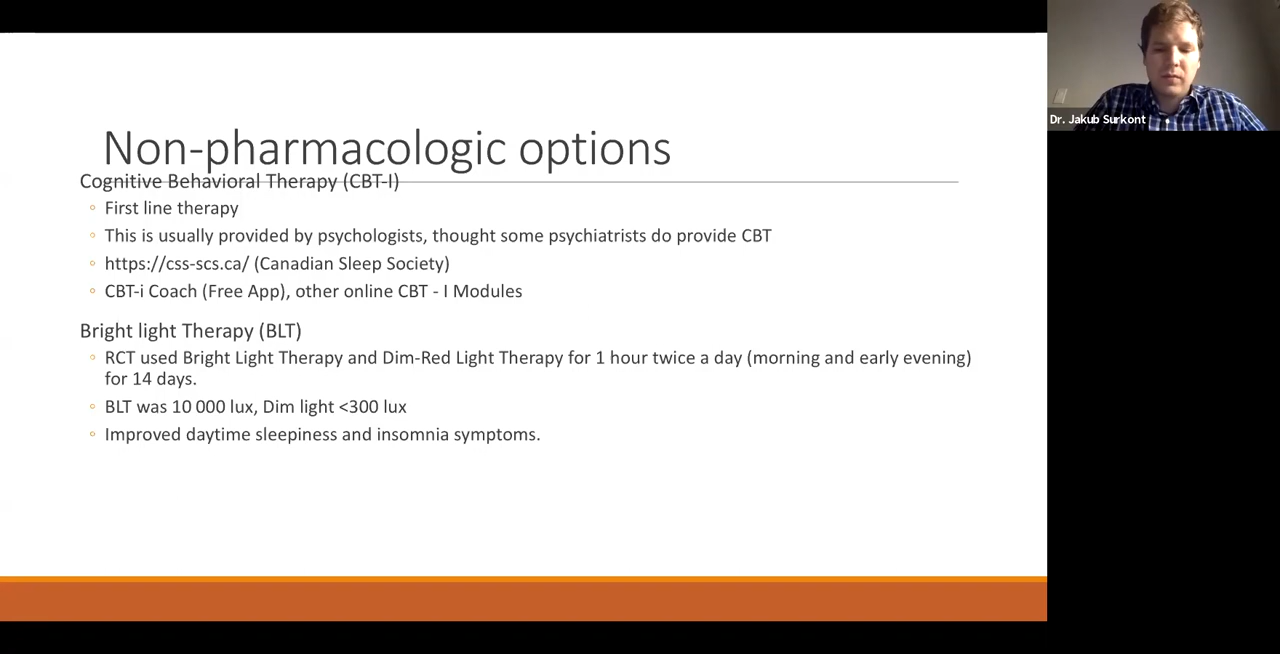 Non-pharmacologic options
Cognitive Behavioral Therapy (CBT-I)
◦ First line therapy
◦ This is usually provided by psychologists, thought some psychiatrists do provide CBT
◦ https://css-scs.ca/ (Canadian Sleep Society)
◦ CBT-i Coach (Free App), other online CBT - I Modules
Bright light Therapy (BLT)
◦ RCT used Bright Light Therapy and Dim-Red Light Therapy for 1 hour twice a day (morning and early evening)
for 14 days.
◦ BLT was 10 000 lux, Dim light <300 lux
◦ Improved daytime sleepiness and insomnia symptoms.
Dr. Jakub Surkont